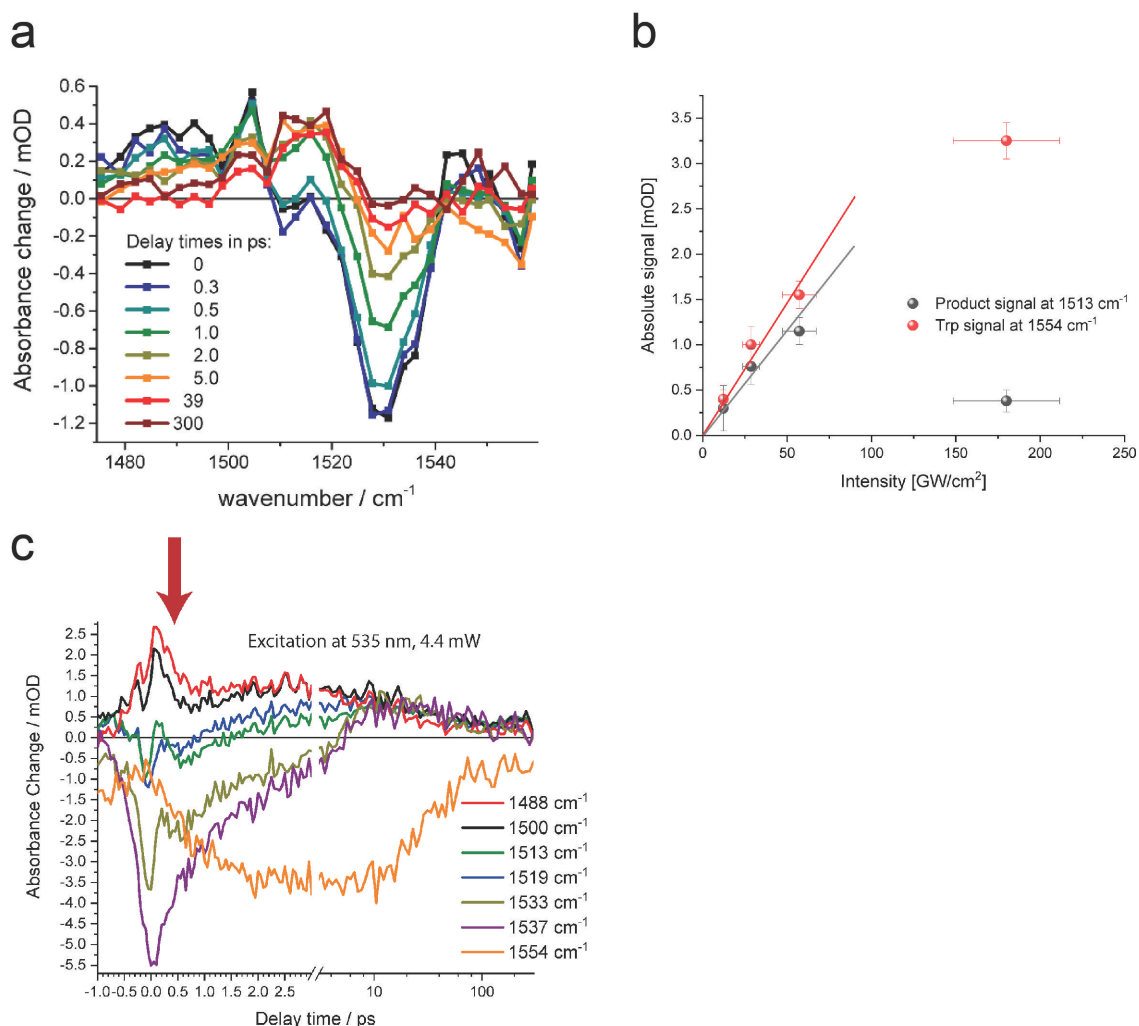 a
0.6
0.4
0.2
0.0
-0.2
-0.4
-0.6
-0.8
-1.0
-1.2
Absorbance change / mOD
Delay times in ps:
0
0.3
0.5
1.0
2.0
5.0
39
300
1480 1500 1520 1540
wavenumber / cm⁻¹
b
4.0
3.5
3.0
2.5
2.0
1.5
1.0
0.5
0.0
Absolute signal [mOD]
Product signal at 1513 cm⁻¹
Trp signal at 1554 cm⁻¹
0 50 100 150 200 250
Intensity [GW/cm²]
c
Excitation at 535 nm, 4.4 mW
2.5
2.0
1.5
1.0
0.5
0.0
-0.5
-1.0
-1.5
-2.0
-2.5
-3.0
-3.5
-4.0
-4.5
-5.0
-5.5
Absorbance Change / mOD
1488 cm⁻¹
1500 cm⁻¹
1513 cm⁻¹
1519 cm⁻¹
1533 cm⁻¹
1537 cm⁻¹
1554 cm⁻¹
-1.0 -0.5 0.0 0.5 1.0 1.5 2.0 2.5 10 100
Delay time / ps